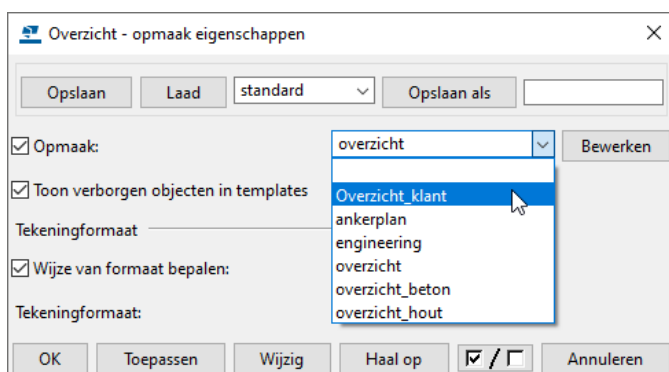 Overzicht - opmaak eigenschappen
Opslaan Laad standard Opslaan als
Opmaak: overzicht Bewerken
Toon verborgen objecten in templates
Overzicht_klant
ankerplan
engineering
overzicht
overzicht_beton
overzicht_hout
Tekeningformaat
Wijze van formaat bepalen:
Tekeningformaat:
OK Toepassen Wijzig Haal op / Annuleren